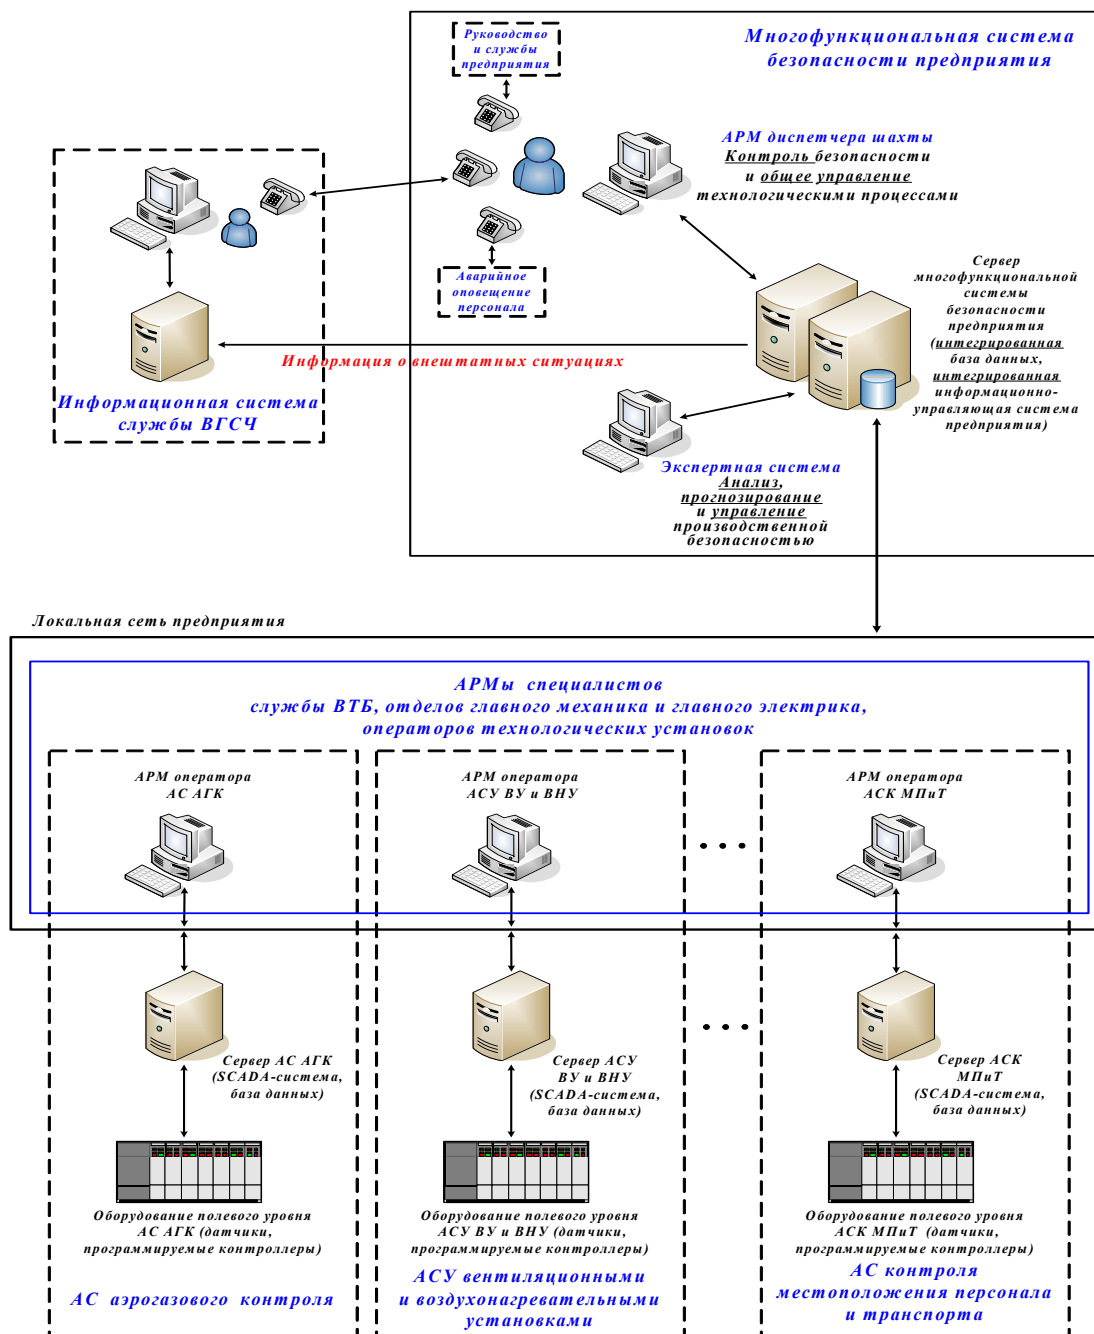 Руководство
и службы
предприятия
Многофункциональная система
безопасности предприятия
АРМ диспетчера шахты
Контроль безопасности
и общее управление
технологическими процессами
Аварийное
оповещение
персонала
Сервер
многофункциональной
системы
безопасности
предприятия
(интегрированная
база данных,
интегрированная
информационно-
управляющая система
предприятия)
Информация о внештатных ситуациях
Информационная система
службы ВГСЧ
Экспертная система
Анализ,
прогнозирование
и управление
производственной
безопасностью
Локальная сеть предприятия
АРМы специалистов
службы ВТБ, отделов главного механика и главного электрика,
операторов технологических установок
АРМ оператора
АС АГК
АРМ оператора
АСУ ВУ и ВНУ
АРМ оператора
АСК МПиТ
• • •
• • •
Сервер АС АГК
(SCADA-система,
база данных)
Сервер АСУ
ВУ и ВНУ
(SCADA-система,
база данных)
Сервер АСК
МПиТ
(SCADA-система,
база данных)
Оборудование полевого уровня
АС АГК (датчики,
программируемые контроллеры)
Оборудование полевого уровня
АСУ ВУ и ВНУ (датчики,
программируемые контроллеры)
Оборудование полевого уровня
АСК МПиТ (датчики,
программируемые контроллеры)
АС аэрогазового контроля
АСУ вентиляционными
и воздухонагревательными
установками
АС контроля
местоположения персонала
и транспорта